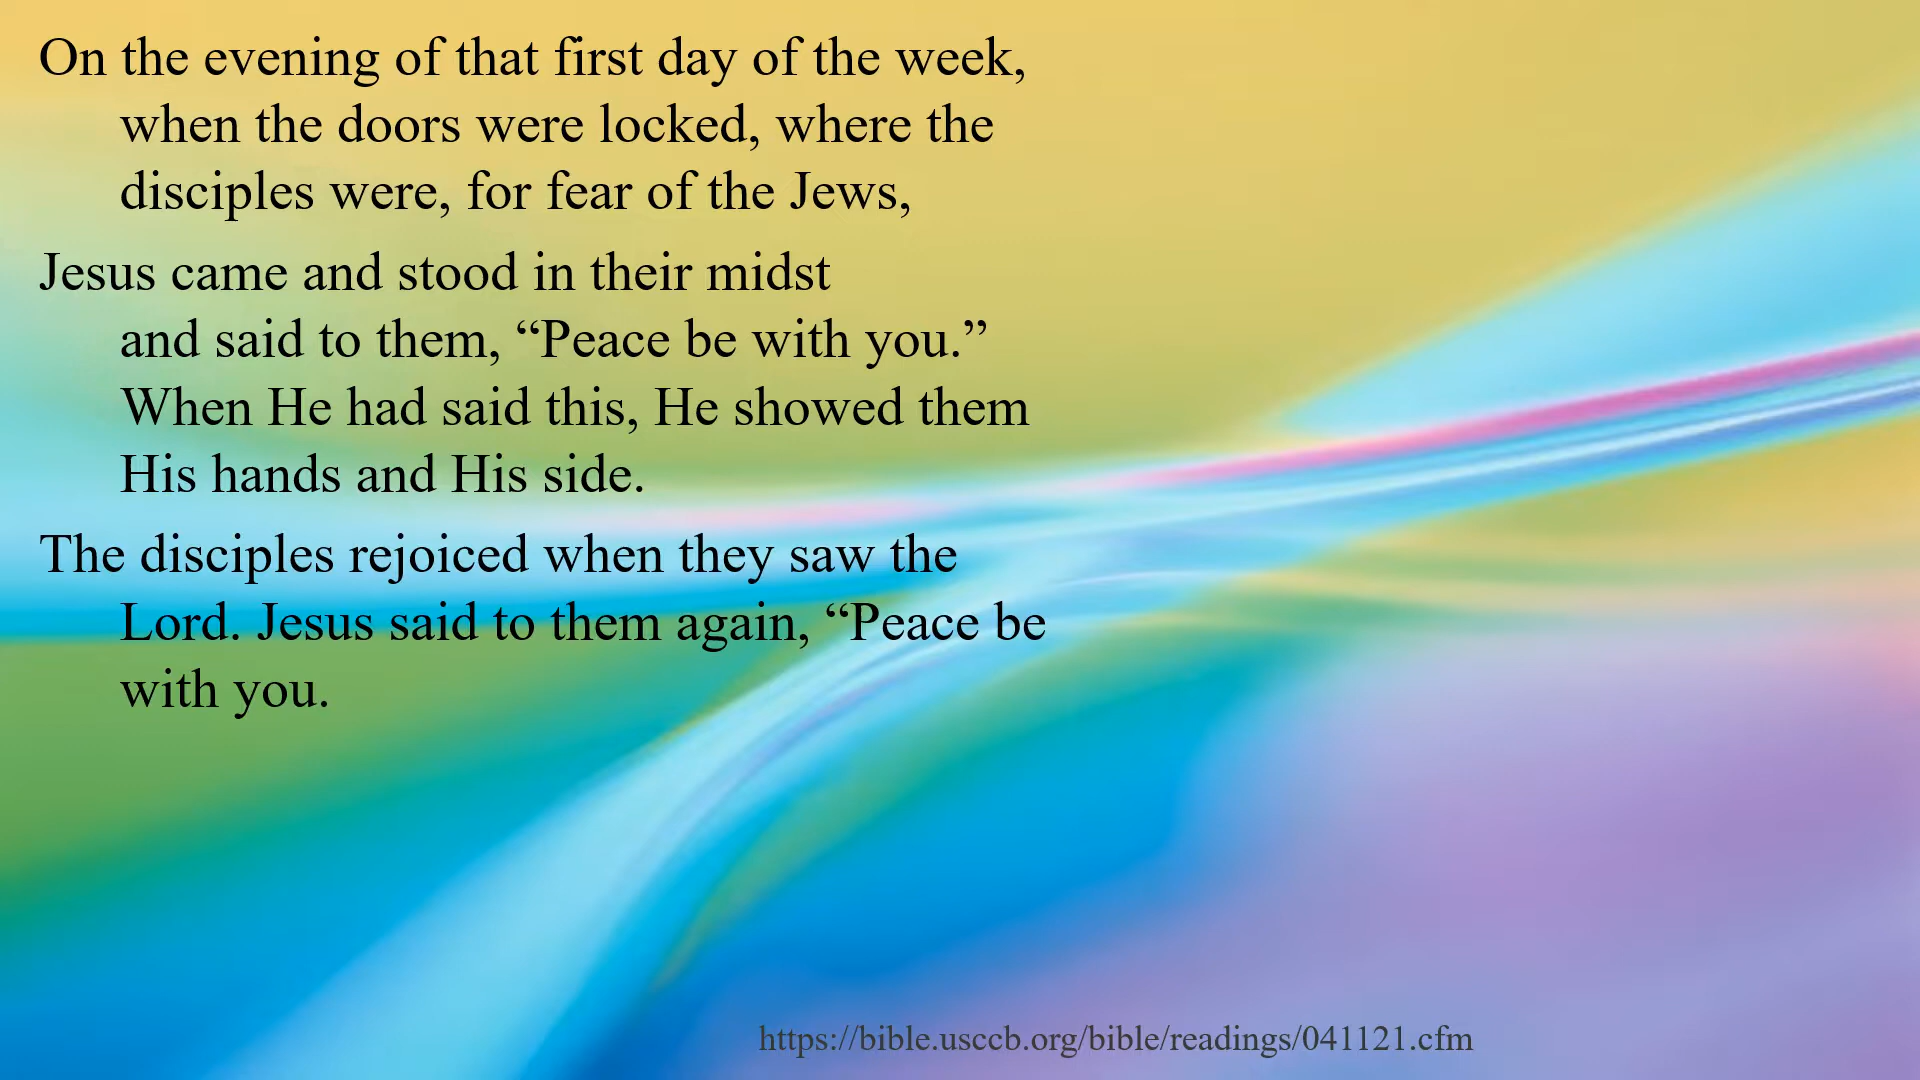 On the evening of that first day of the week,
when the doors were locked, where the
disciples were, for fear of the Jews,
Jesus came and stood in their midst
and said to them, “Peace be with you.”
When He had said this, He showed them
His hands and His side.
The disciples rejoiced when they saw the
Lord. Jesus said to them again, “Peace be
with you.
https://bible.usccb.org/bible/readings/041121.cfm